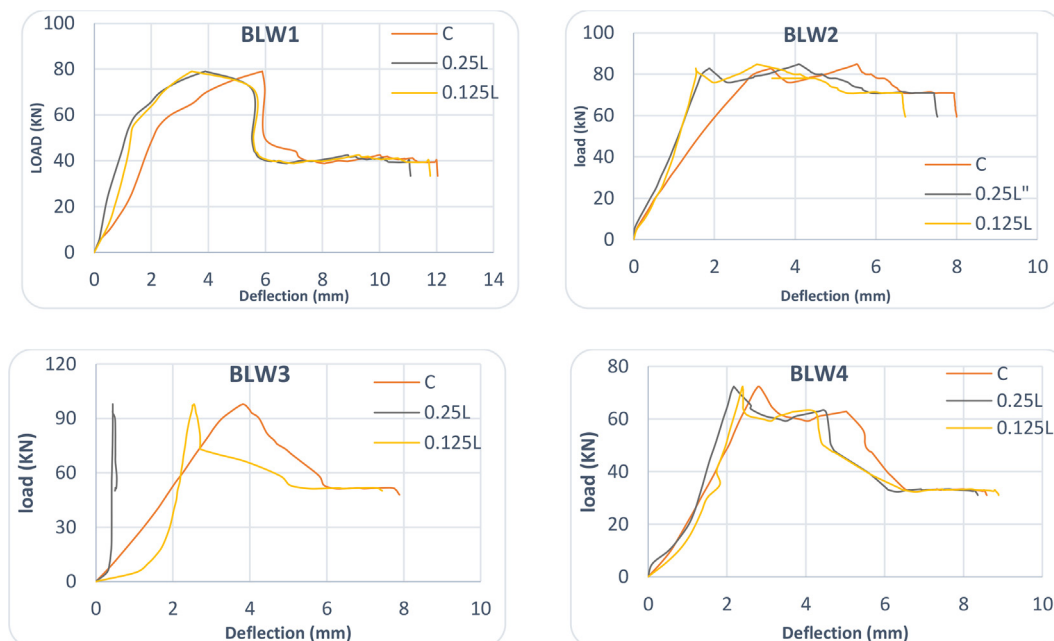 BLW1
LOAD (KN)
100
80
60
40
20
0
0 2 4 6 8 10 12 14
Deflection (mm)
C
0.25L
0.125L
BLW2
load (kN)
100
80
60
40
20
0
0 2 4 6 8 10
Deflection (mm)
C
0.25L"
0.125L
BLW3
load (KN)
120
90
60
30
0
0 2 4 6 8 10
Deflection (mm)
C
0.25L
0.125L
BLW4
load (KN)
80
60
40
20
0
0 2 4 6 8 10
Deflection (mm)
C
0.25L
0.125L